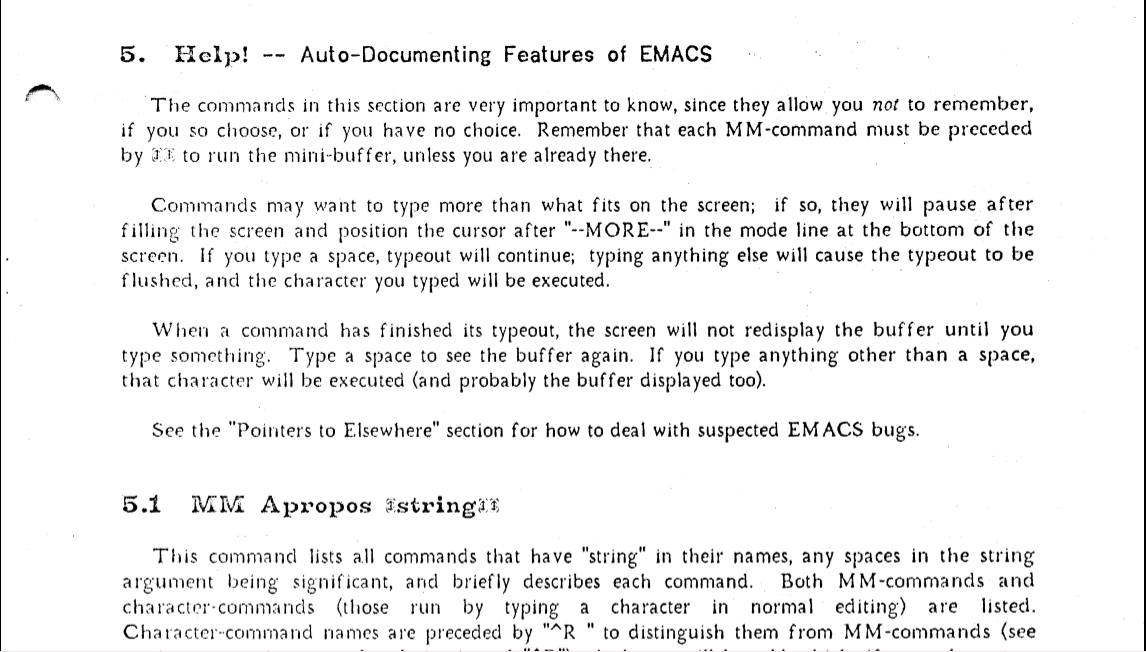 5. Help! -- Auto-Documenting Features of EMACS
The commands in this section are very important to know, since they allow you not to remember,
if you so choose, or if you have no choice. Remember that each MM-command must be preceded
by to run the mini-buffer, unless you are already there.
Commands may want to type more than what fits on the screen; if so, they will pause after
filling the screen and position the cursor after "--MORE--" in the mode line at the bottom of the
screen. If you type a space, typeout will continue; typing anything else will cause the typeout to be
flushed, and the character you typed will be executed.
When a command has finished its typeout, the screen will not redisplay the buffer until you
type something. Type a space to see the buffer again. If you type anything other than a space,
that character will be executed (and probably the buffer displayed too).
See the "Pointers to Elsewhere" section for how to deal with suspected EMACS bugs.
5.1 MM Apropos string
This command lists all commands that have "string" in their names, any spaces in the string
argument being significant, and briefly describes each command. Both MM-commands and
character-commands (those run by typing a character in normal editing) are listed.
Character-command names are preceded by "^R " to distinguish them from MM-commands (see